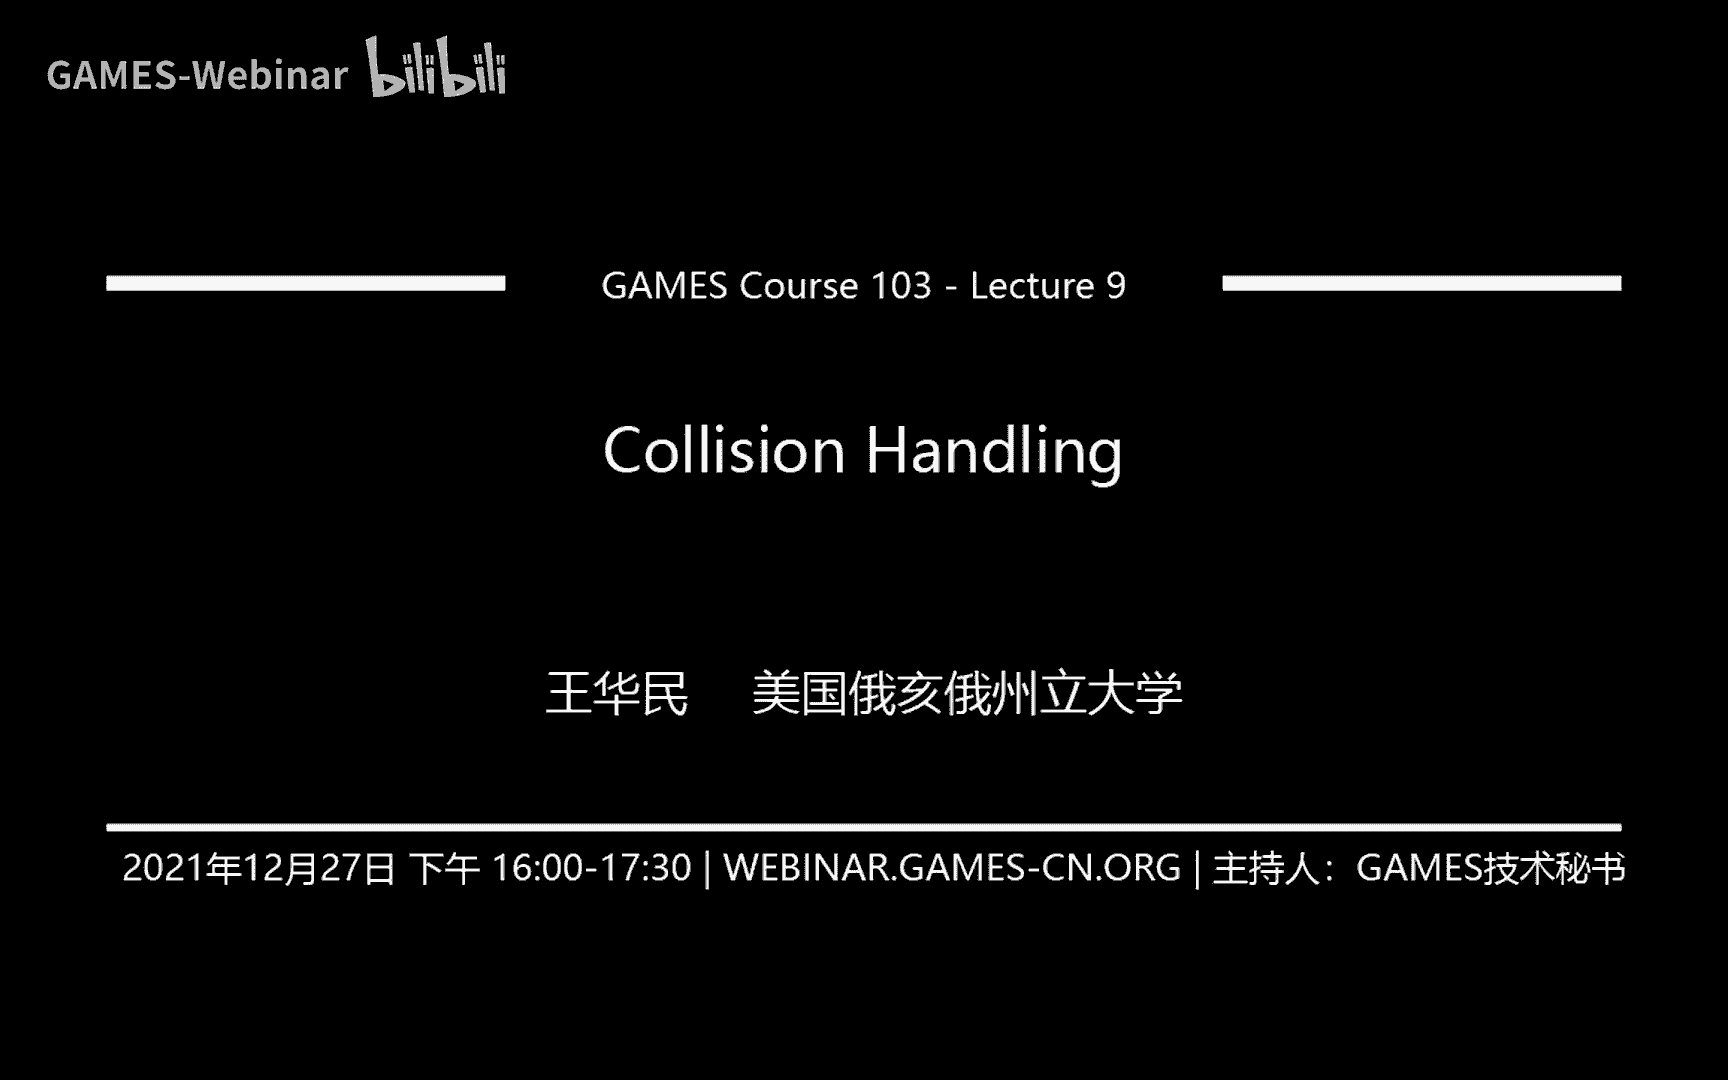 GAMES-Webinar bilibili
GAMES Course 103 - Lecture 9
Collision Handling
王华民 美国俄亥俄州立大学
2021年12月27日 下午 16:00-17:30 | WEBINAR.GAMES-CN.ORG | 主持人：GAMES技术秘书